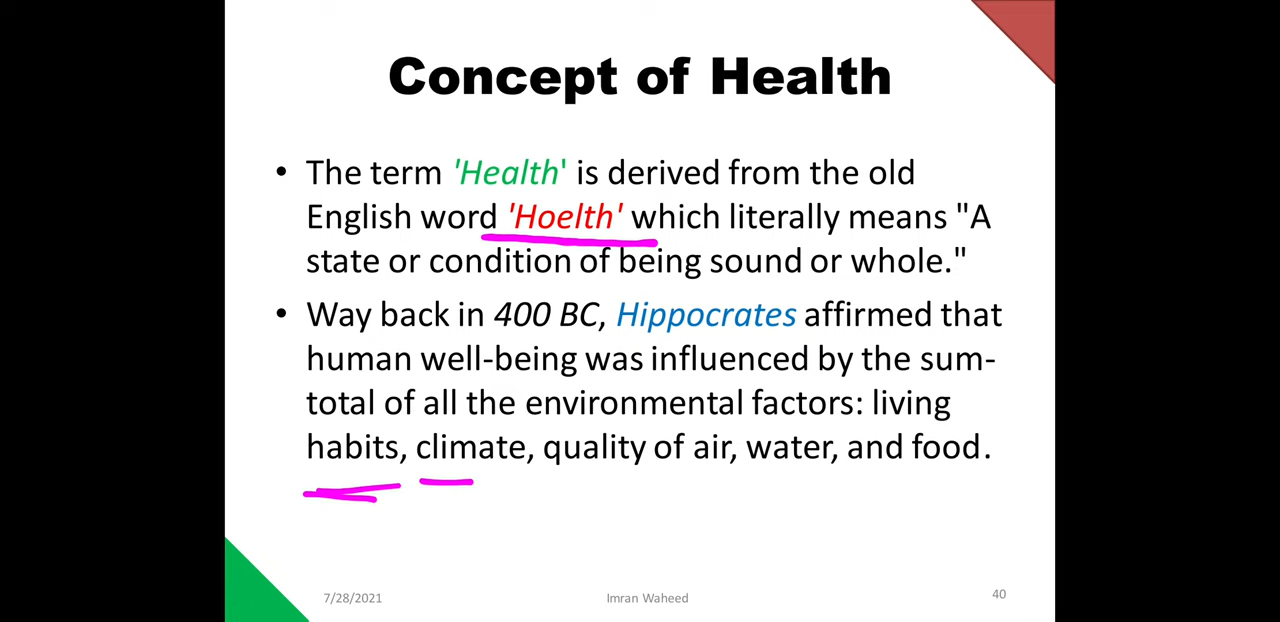 Concept of Health
• The term 'Health' is derived from the old
English word 'Hoelth' which literally means "A
state or condition of being sound or whole."
• Way back in 400 BC, Hippocrates affirmed that
human well-being was influenced by the sum-
total of all the environmental factors: living
habits, climate, quality of air, water, and food.
7/28/2021 Imran Waheed 40